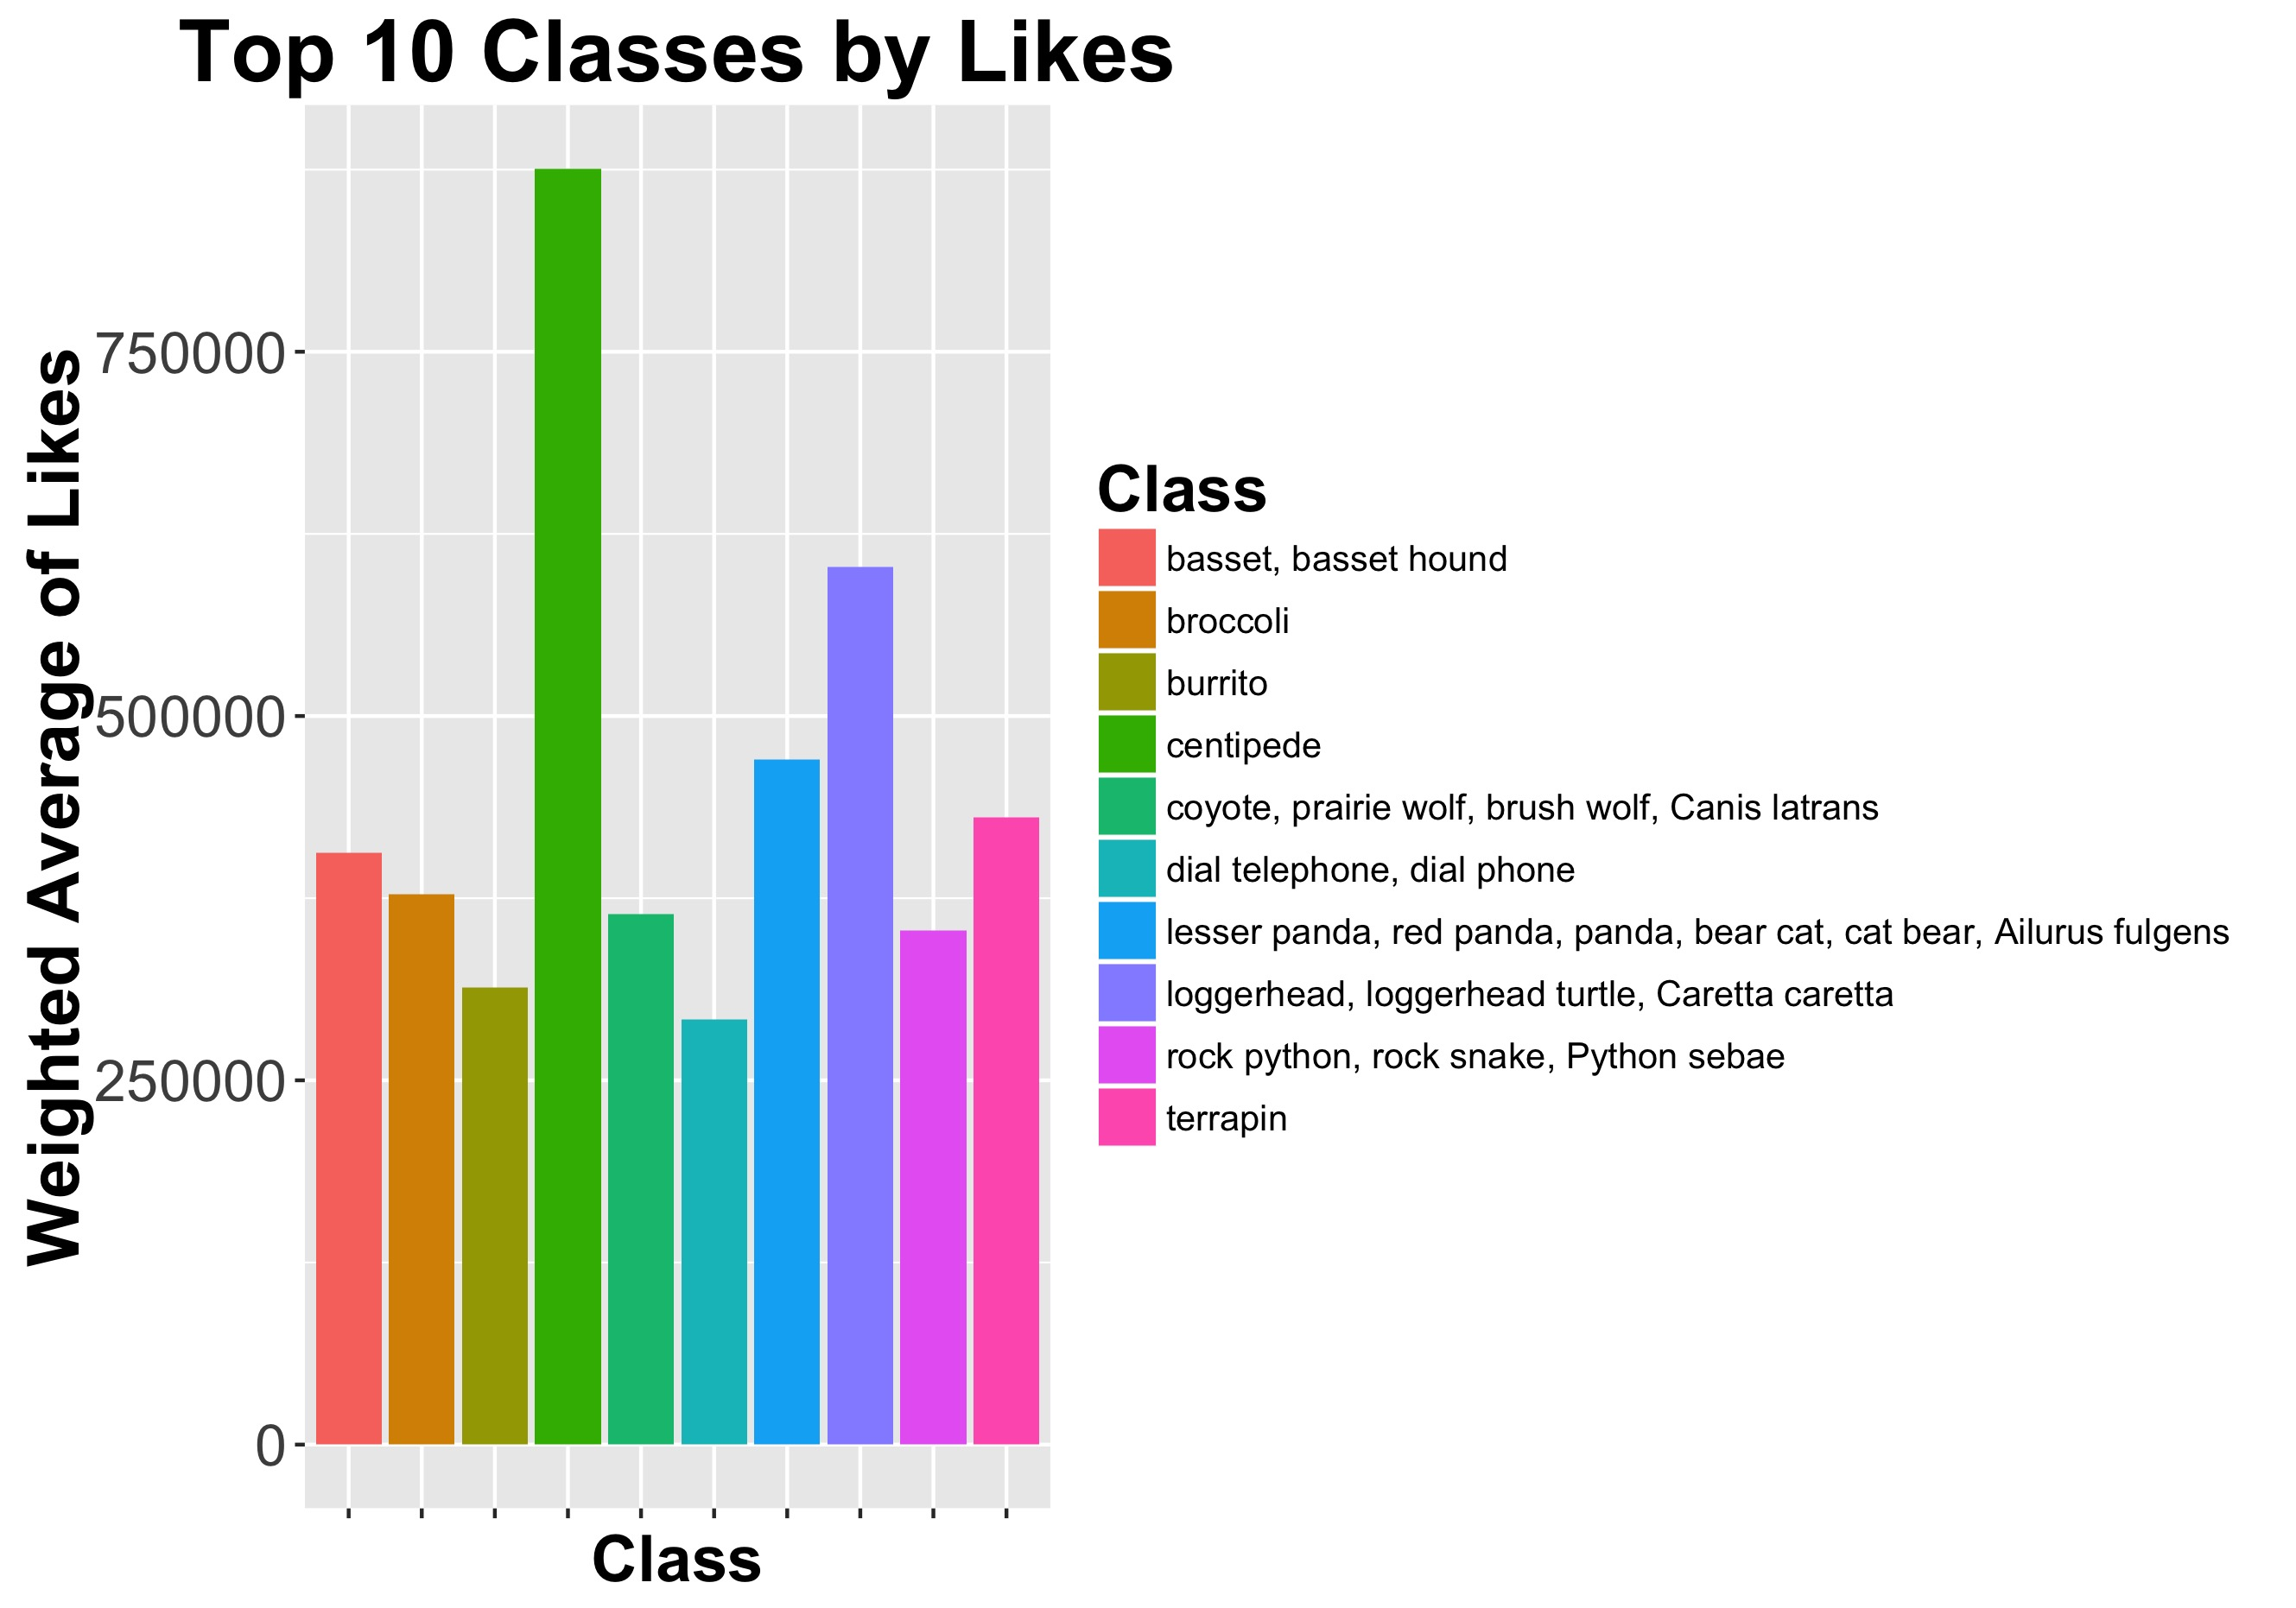 Top 10 Classes by Likes
Weighted Average of Likes
750000
500000
250000
0
Class
Class
basset, basset hound
broccoli
burrito
centipede
coyote, prairie wolf, brush wolf, Canis latrans
dial telephone, dial phone
lesser panda, red panda, panda, bear cat, cat bear, Ailurus fulgens
loggerhead, loggerhead turtle, Caretta caretta
rock python, rock snake, Python sebae
terrapin